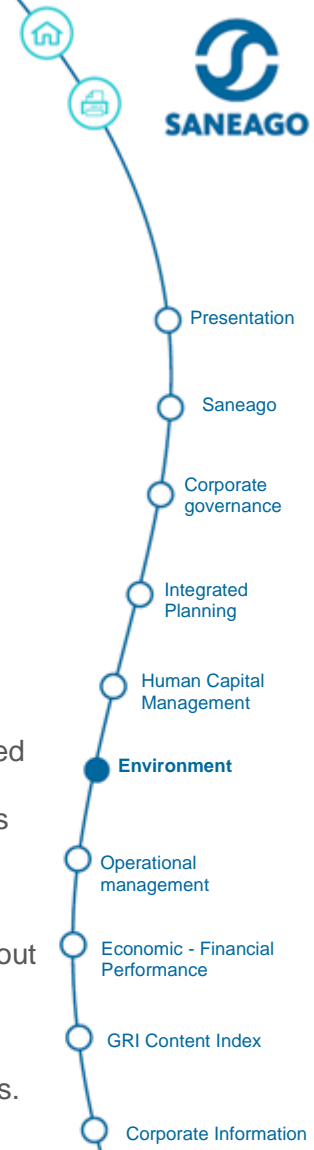 SANEAGO
Presentation
Saneago
Corporate
governance
Integrated
Planning
Human Capital
Management
Environment
Operational
management
out
Economic - Financial
Performance
GRI Content Index
Corporate Information